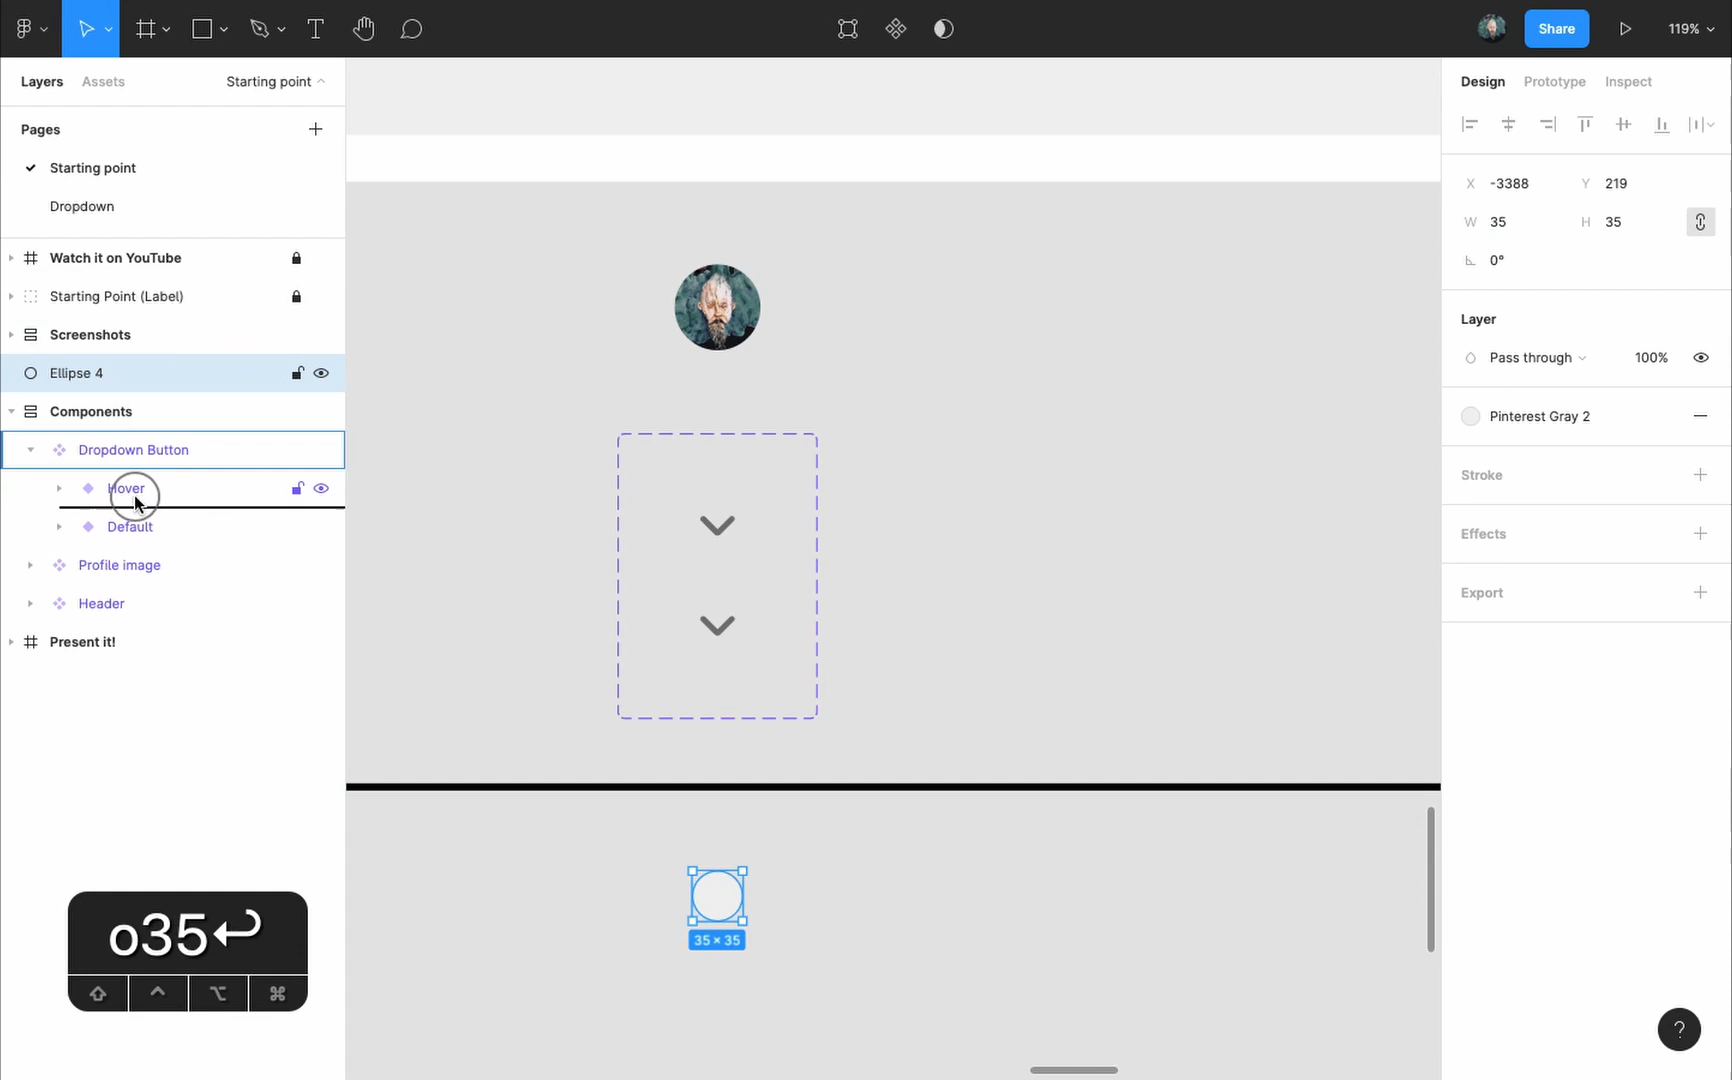 Share
119%
Layers
Assets
Starting point
Design
Prototype
Inspect
Pages
Starting point
Dropdown
X
-3388
Y
219
W
35
H
35
0°
Watch it on YouTube
Starting Point (Label)
Screenshots
Ellipse 4
Components
Dropdown Button
Hover
Default
Profile image
Header
Present it!
Layer
Pass through
100%
Pinterest Gray 2
Stroke
Effects
Export
35 × 35
o35↩
⇧ ^ ⌥ ⌘
?